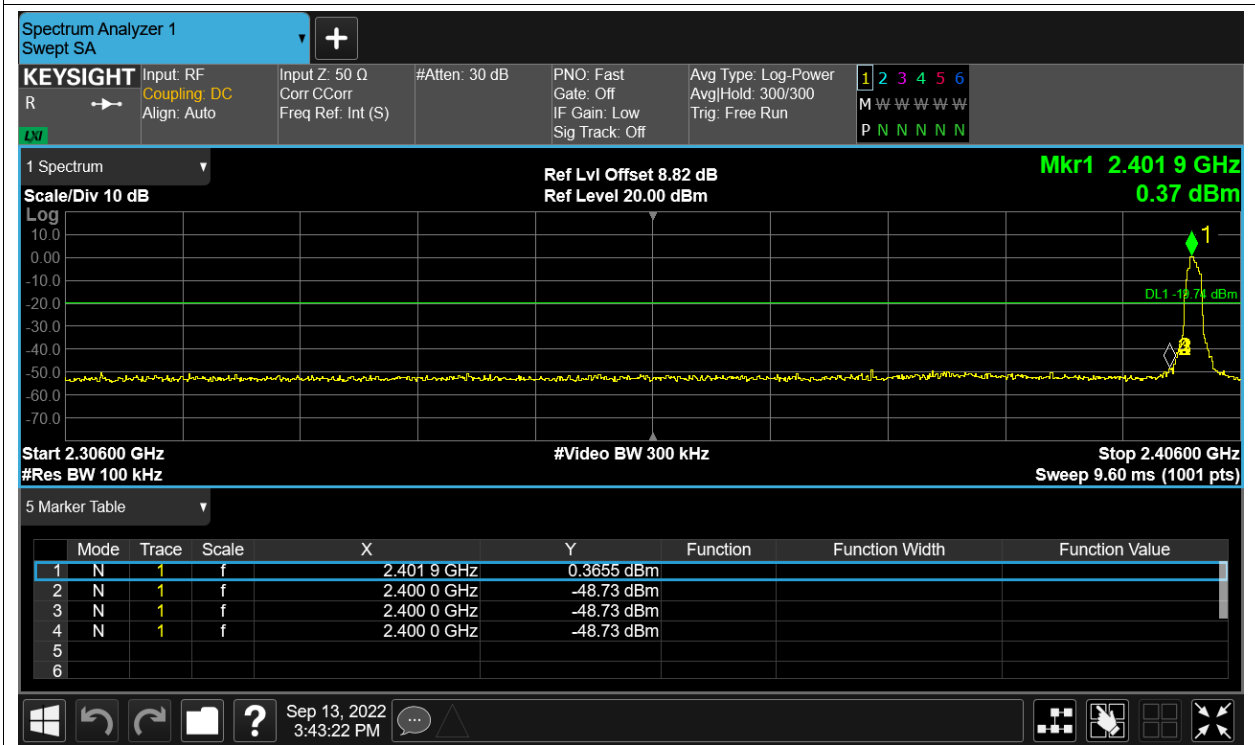 Spectrum Analyzer 1
Swept SA
KEYSIGHT Input: RF Input Z: 50 Ω #Atten: 30 dB PNO: Fast Avg Type: Log-Power 1 2 3 4 5 6
R Coupling: DC Corr CCorr Gate: Off Avg|Hold: 300/300 M W W W W W
Align: Auto Freq Ref: Int (S) IF Gain: Low Trig: Free Run
LXI Sig Track: Off P N N N N N
1 Spectrum Ref Lvl Offset 8.82 dB Mkr1 2.401 9 GHz
Scale/Div 10 dB Ref Level 20.00 dBm 0.37 dBm
Log
10.0 1
0.00
-10.0
-20.0 DL1 -19.74 dBm
-30.0
-40.0
-50.0
-60.0
-70.0
Start 2.30600 GHz #Video BW 300 kHz Stop 2.40600 GHz
#Res BW 100 kHz Sweep 9.60 ms (1001 pts)
5 Marker Table
Mode Trace Scale X Y Function Function Width Function Value
1 N 1 f 2.401 9 GHz 0.3655 dBm
2 N 1 f 2.400 0 GHz -48.73 dBm
3 N 1 f 2.400 0 GHz -48.73 dBm
4 N 1 f 2.400 0 GHz -48.73 dBm
5
6
? Sep 13, 2022
3:43:22 PM